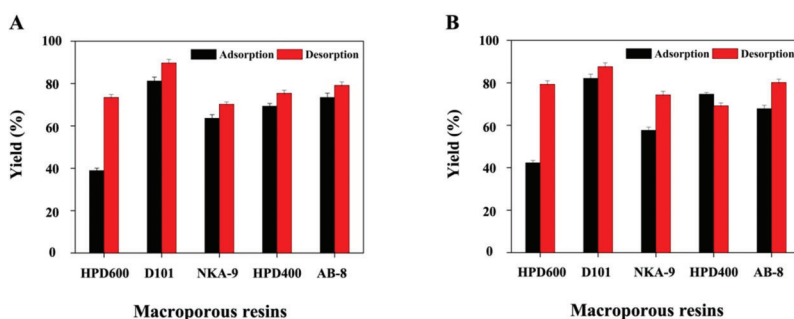 A
Yield (%)
100
80
60
40
20
0
Adsorption Desorption
HPD600 D101 NKA-9 HPD400 AB-8
Macroporous resins
B
Yield (%)
100
80
60
40
20
0
Adsorption Desorption
HPD600 D101 NKA-9 HPD400 AB-8
Macroporous resins